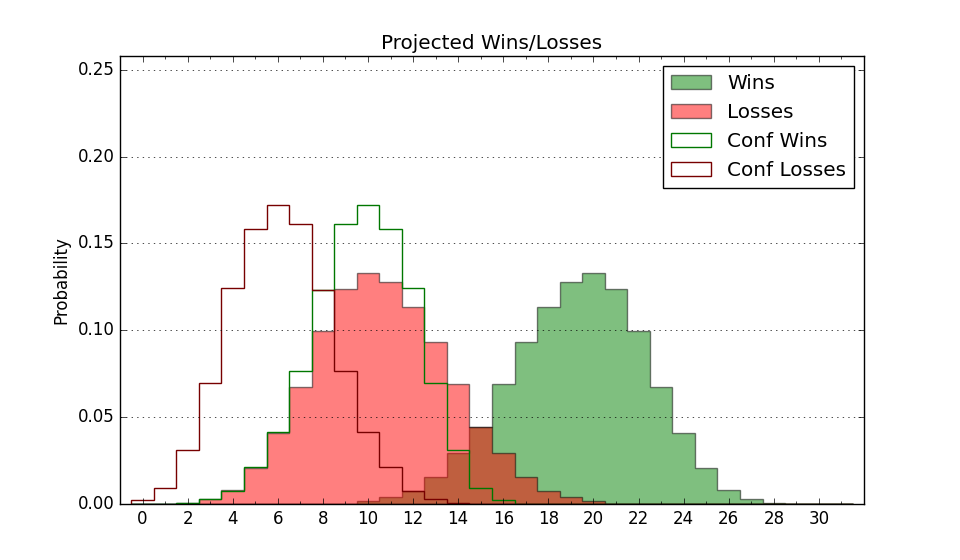 Projected Wins/Losses
0.25
0.20
0.15
0.10
0.05
0.00
Probability
Wins
Losses
Conf Wins
Conf Losses
0 2 4 6 8 10 12 14 16 18 20 22 24 26 28 30